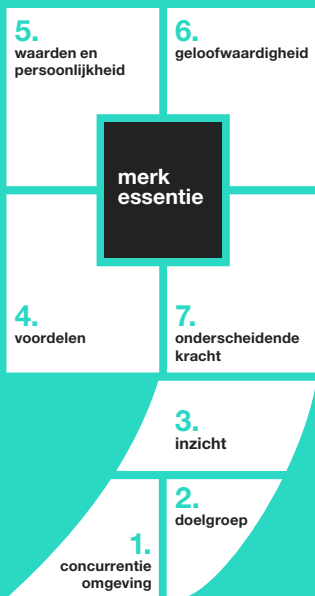 5.
waarden en
persoonlijkheid
6.
geloofwaardigheid
merk
essentie
4.
voordelen
7.
onderscheidende
kracht
3.
inzicht
2.
doelgroep
1.
concurrentie
omgeving